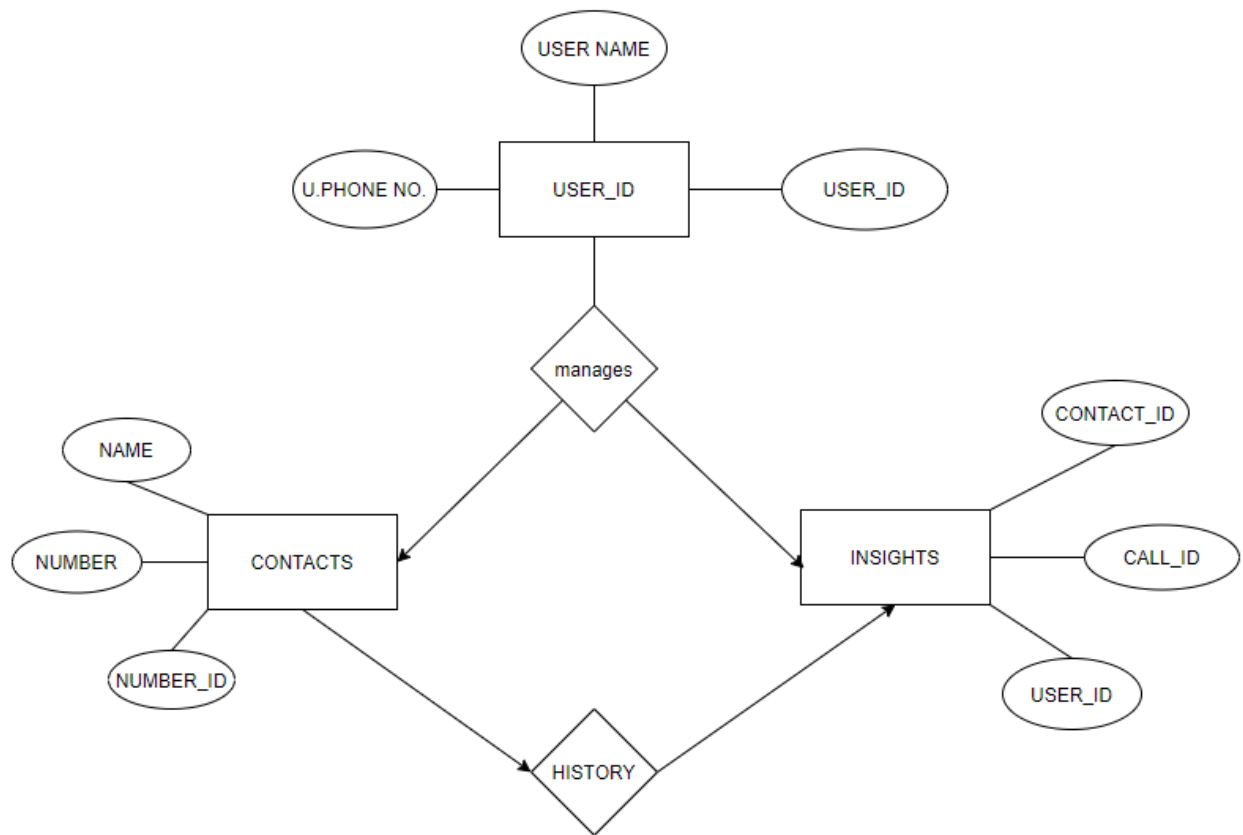 USER NAME
U.PHONE NO.
USER_ID
USER_ID
manages
CONTACT_ID
NAME
NUMBER
CONTACTS
INSIGHTS
CALL_ID
NUMBER_ID
USER_ID
HISTORY